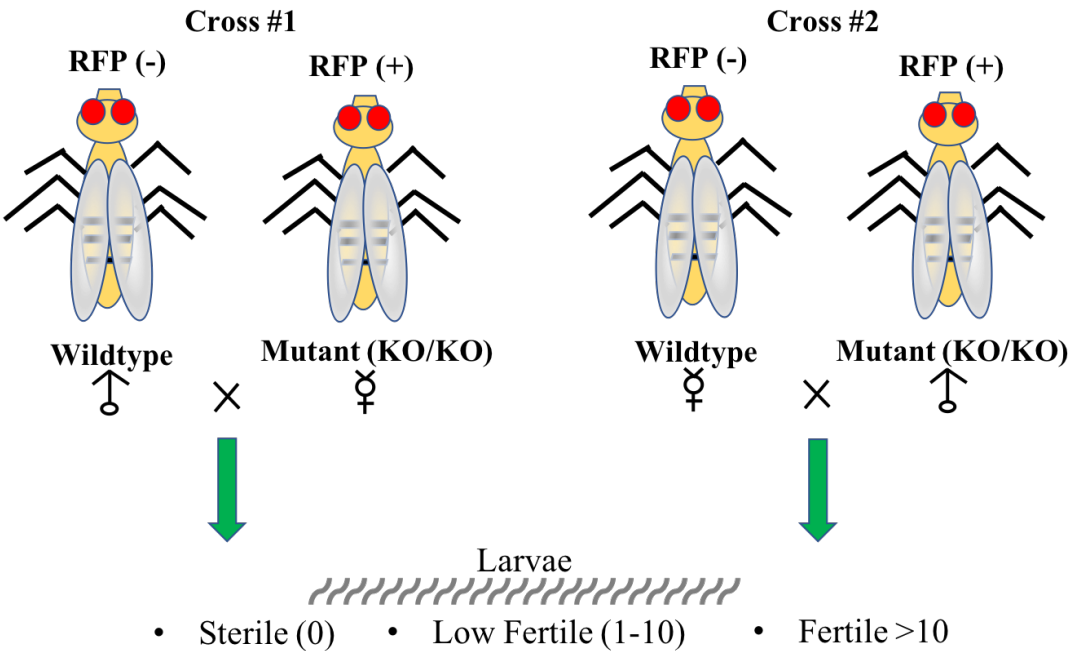 Cross #1
Cross #2
RFP (-)
RFP (+)
RFP (-)
RFP (+)
Wildtype
Mutant (KO/KO)
Wildtype
Mutant (KO/KO)
♂ X ☿
☿ X ♂
Larvae
• Sterile (0) • Low Fertile (1-10) • Fertile >10